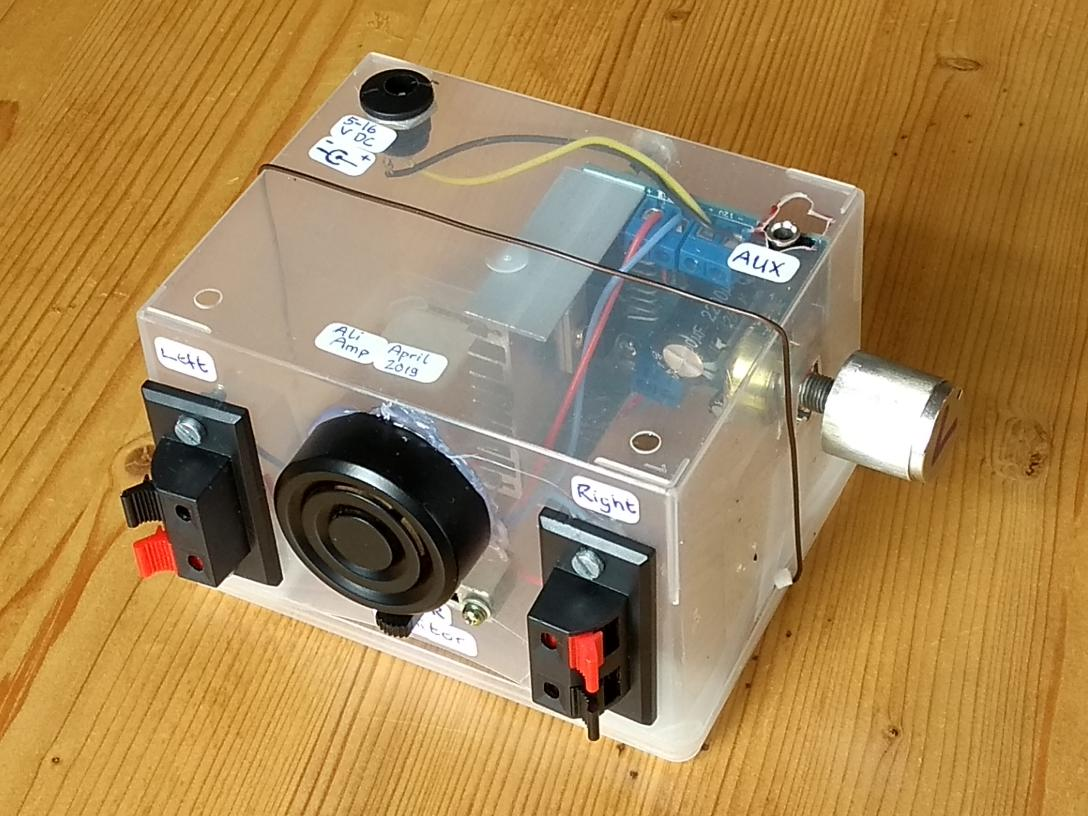 5-16
V DC
- +
AUX
Left
Ali
Amp
April
2019
Right
R